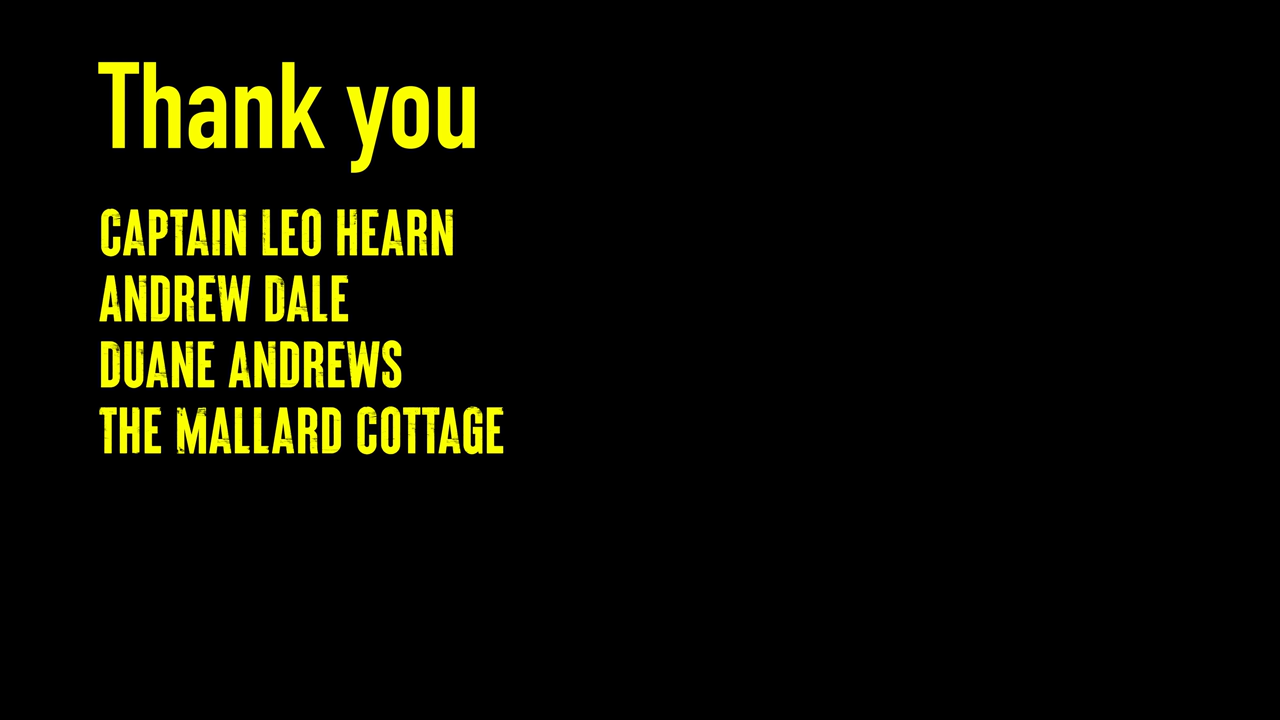 Thank you
CAPTAIN LEO HEARN
ANDREW DALE
DUANE ANDREWS
THE MALLARD COTTAGE